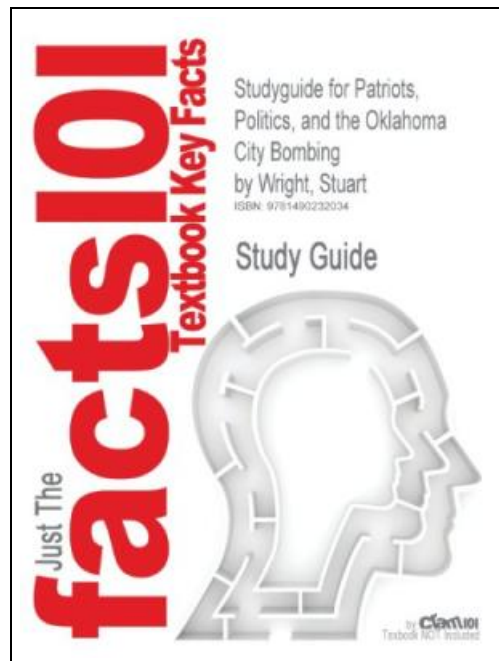 Just The
facts101
Textbook Key Facts
Studyguide for Patriots,
Politics, and the Oklahoma
City Bombing
by Wright, Stuart
ISBN: 9781490232034
Study Guide
by Cram101
Textbook NOT Included